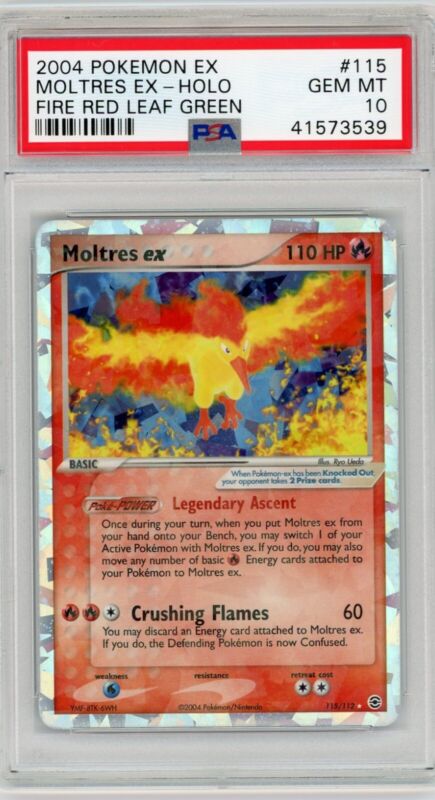 2004 POKEMON EX #115
MOLTRES EX – HOLO GEM MT
FIRE RED LEAF GREEN 10
PSA 41573539
Moltres ex 110 HP
BASIC
Illus. Ryo Ueda
When Pokémon-ex has been Knocked Out,
your opponent takes 2 Prize cards.
Poké-POWER Legendary Ascent
Once during your turn, when you put Moltres ex from
your hand onto your Bench, you may switch 1 of your
Active Pokémon with Moltres ex. If you do, you may also
move any number of basic Energy cards attached to
your Pokémon to Moltres ex.
Crushing Flames 60
You may discard an Energy card attached to Moltres ex.
If you do, the Defending Pokémon is now Confused.
weakness resistance retreat cost
YMF-8TK-6WH ©2004 Pokémon/Nintendo 115/112